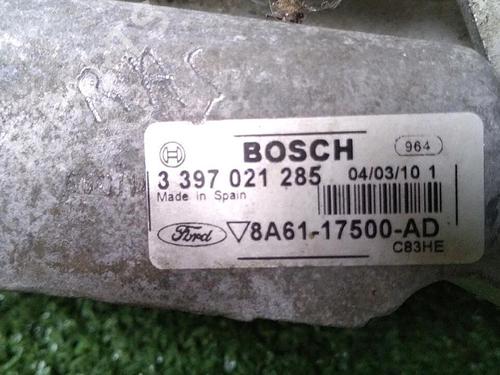 BOSCH
964
3 397 021 285
04/03/10 1
Made in Spain
Ford
8A61-17500-AD
C83HE